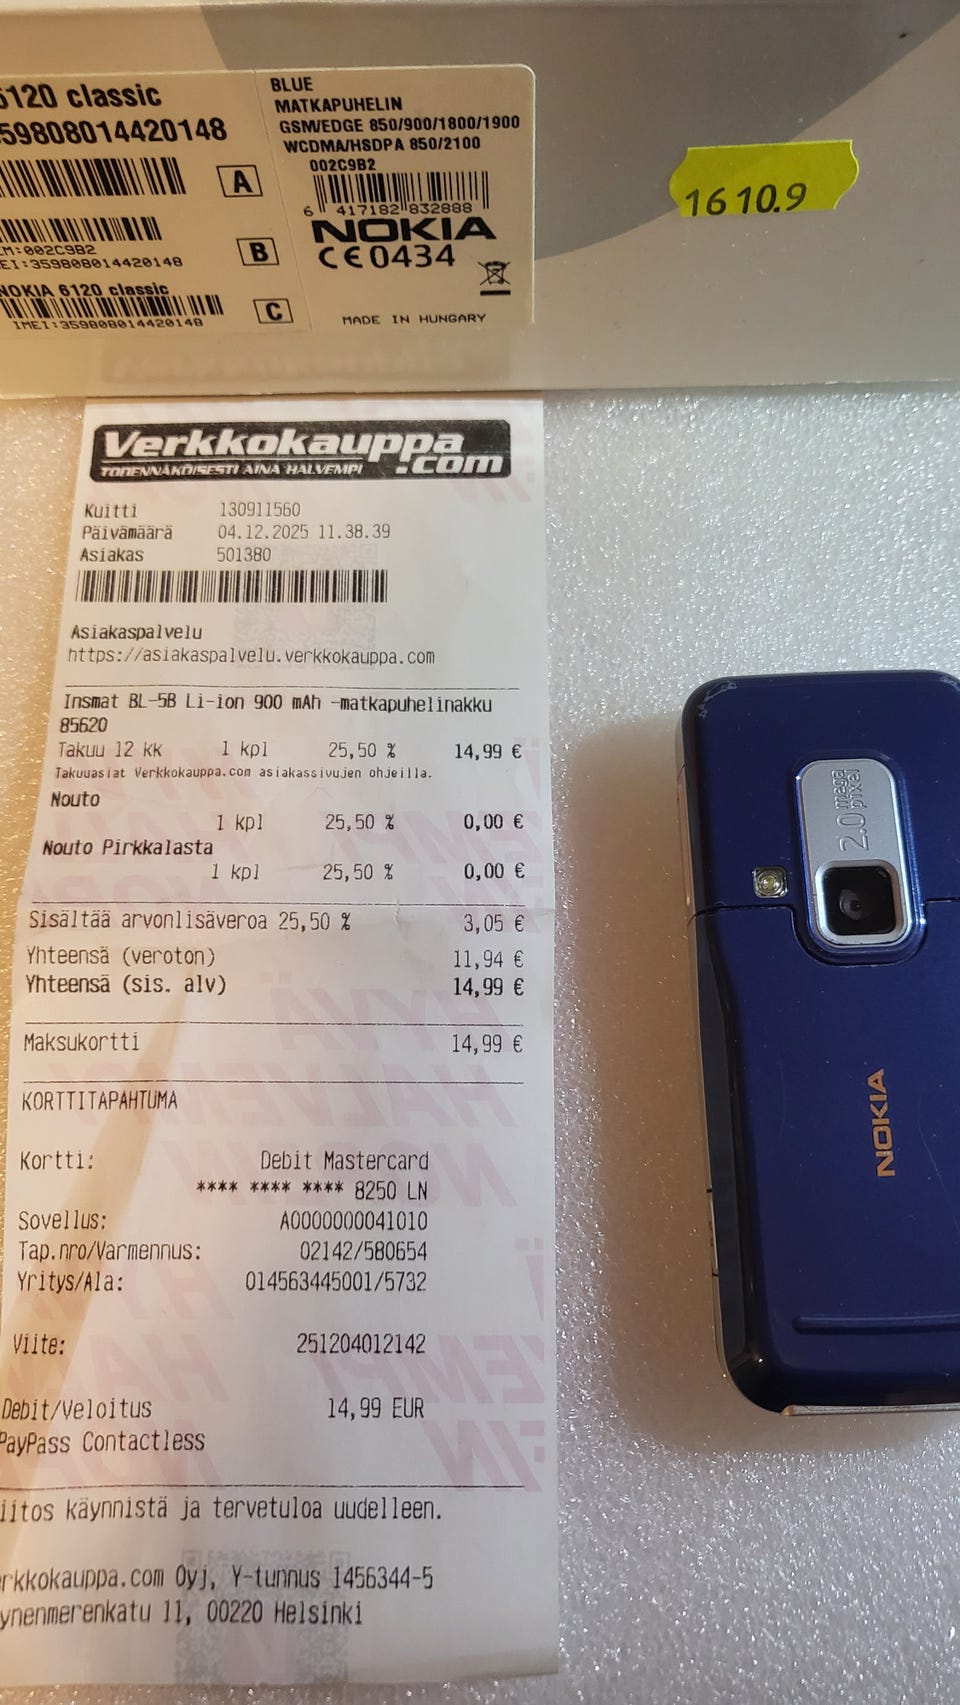 6120 classic
359808014420148
A
B
002C9B2
359808014420148
NOKIA 6120 classic
C
IMEI:359808014420148
BLUE
MATKAPUHELIN
GSM/EDGE 850/900/1800/1900
WCDMA/HSDPA 850/2100
002C9B2
6 417182 832888
NOKIA
CE0434
MADE IN HUNGARY
16 10.9
Verkkokauppa
.com
TODENNÄKÖISESTI AINA HALVEMPI
Kuitti 130911560
Päivämäärä 04.12.2025 11.38.39
Asiakas 501380
Asiakaspalvelu
https://asiakaspalvelu.verkkokauppa.com
Insmat BL-5B Li-ion 900 mAh -matkapuhelinakku
85620
Takuu 12 kk 1 kpl 25,50 % 14,99 €
Takuuasiat Verkkokauppa.com asiakassivujen ohjeilla.
Nouto
1 kpl 25,50 % 0,00 €
Nouto Pirkkalasta
1 kpl 25,50 % 0,00 €
Sisältää arvonlisäveroa 25,50 % 3,05 €
Yhteensä (veroton) 11,94 €
Yhteensä (sis. alv) 14,99 €
Maksukortti 14,99 €
KORTTITAPAHTUMA
Kortti: Debit Mastercard
**** **** **** 8250 LN
Sovellus: A0000000041010
Tap.nro/Varmennus: 02142/580654
Yritys/Ala: 014563445001/5732
Viite: 251204012142
Debit/Veloitus 14,99 EUR
PayPass Contactless
iitos käynnistä ja tervetuloa uudelleen.
rkkokauppa.com Oyj, Y-tunnus 1456344-5
ynenmerenkatu 11, 00220 Helsinki
2.0 mega
pixel
NOKIA